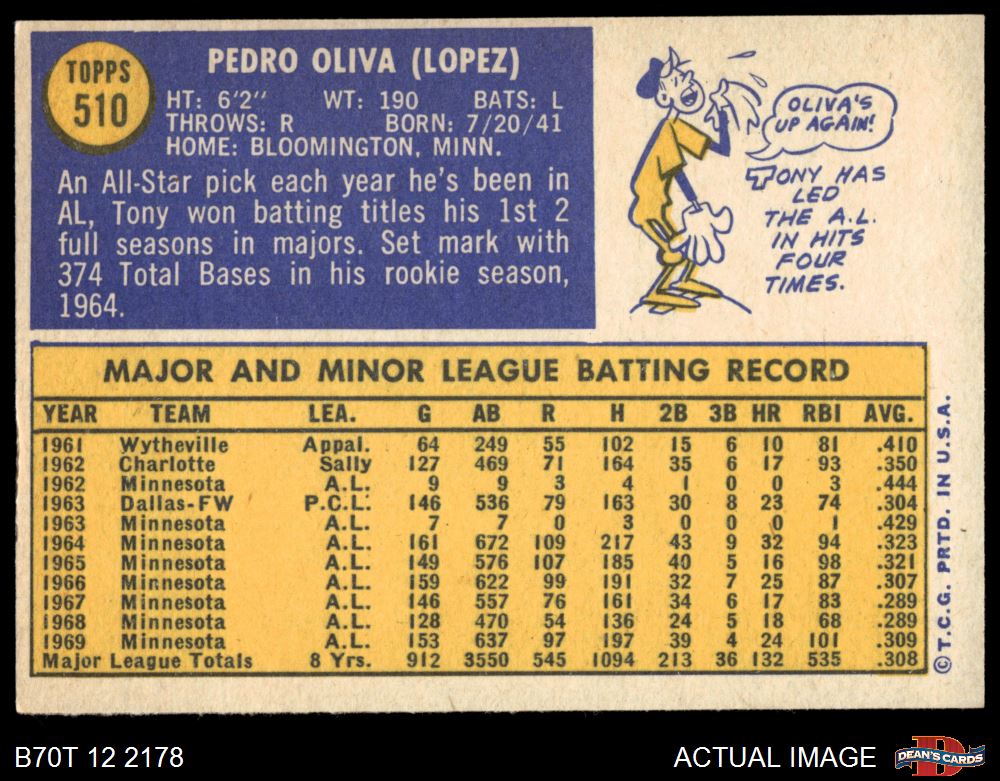 TOPPS
510
PEDRO OLIVA (LOPEZ)
HT: 6'2" WT: 190 BATS: L
THROWS: R BORN: 7/20/41
HOME: BLOOMINGTON, MINN.
An All-Star pick each year he's been in
AL, Tony won batting titles his 1st 2
full seasons in majors. Set mark with
374 Total Bases in his rookie season,
1964.
OLIVA'S
UP AGAIN!
TONY HAS
LED
THE A.L.
IN HITS
FOUR
TIMES.
MAJOR AND MINOR LEAGUE BATTING RECORD
YEAR TEAM LEA. G AB R H 2B 3B HR RBI AVG.
1961 Wytheville Appal. 64 249 55 102 15 6 10 81 .410
1962 Charlotte Sally 127 469 71 164 35 6 17 93 .350
1962 Minnesota A.L. 9 9 3 4 1 0 0 3 .444
1963 Dallas-FW P.C.L. 146 536 79 163 30 8 23 74 .304
1963 Minnesota A.L. 7 7 0 3 0 0 0 1 .429
1964 Minnesota A.L. 161 672 109 217 43 9 32 94 .323
1965 Minnesota A.L. 149 576 107 185 40 5 16 98 .321
1966 Minnesota A.L. 159 622 99 191 32 7 25 87 .307
1967 Minnesota A.L. 146 557 76 161 34 6 17 83 .289
1968 Minnesota A.L. 128 470 54 136 24 5 18 68 .289
1969 Minnesota A.L. 153 637 97 197 39 4 24 101 .309
Major League Totals 8 Yrs. 912 3550 545 1094 213 36 132 535 .308
© T.C.G. PRTD. IN U.S.A.
B70T 12 2178
ACTUAL IMAGE
D
DEAN'S CARDS